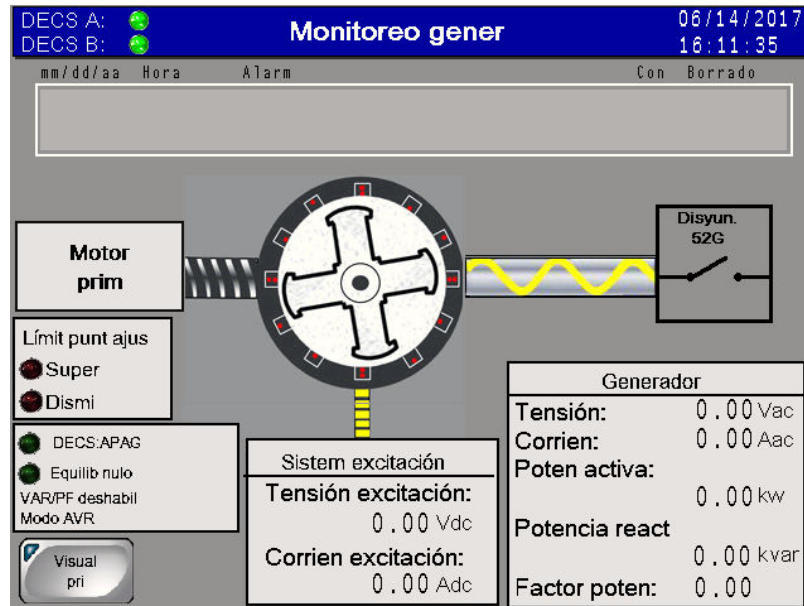 DECS A:
DECS B:
Monitoreo gener
06/14/2017
16:11:35
mm/dd/aa Hora Alarm Con Borrado
Motor
prim
Disyun.
52G
Límit punt ajus
Super
Dismi
DECS:APAG
Equilib nulo
VAR/PF deshabil
Modo AVR
Visual
pri
Sistem excitación
Tensión excitación:
0.00 Vdc
Corrien excitación:
0.00 Adc
Generador
Tensión: 0.00 Vac
Corrien: 0.00 Aac
Poten activa:
0.00 kw
Potencia react
0.00 kvar
Factor poten: 0.00